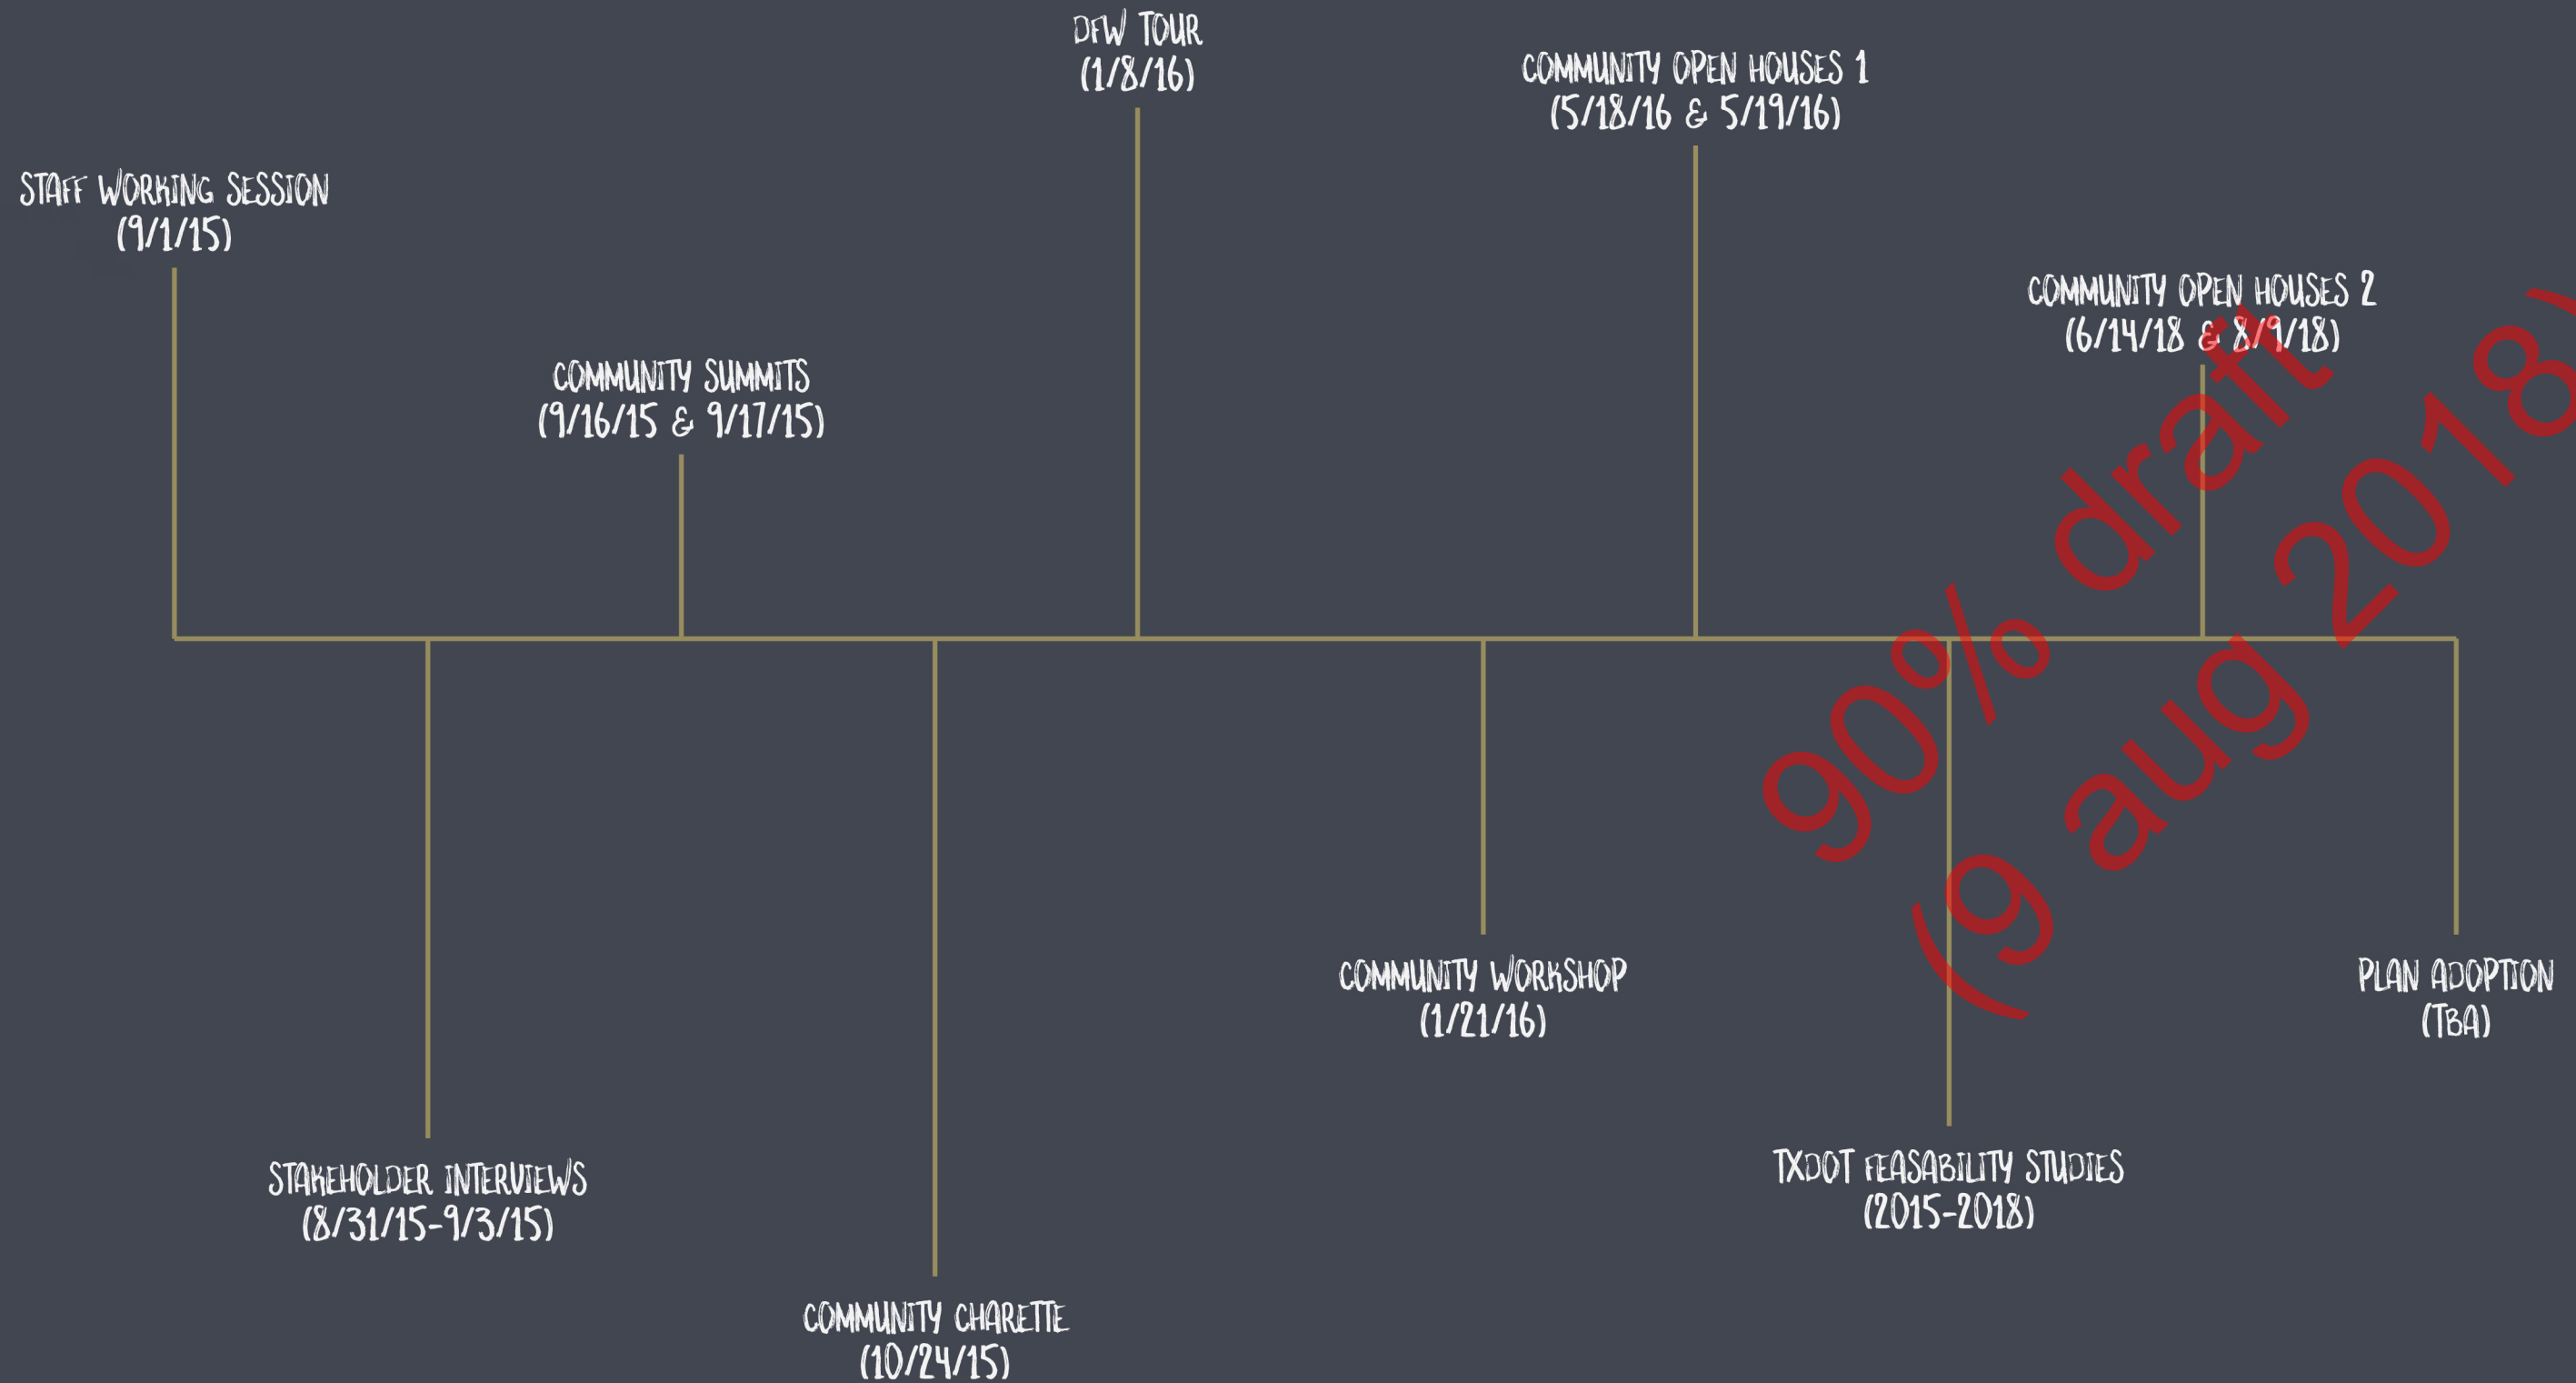 STAFF WORKING SESSION
(9/1/15)
STAKEHOLDER INTERVIEWS
(8/31/15-9/3/15)
COMMUNITY SUMMITS
(9/16/15 & 9/17/15)
COMMUNITY CHARETTE
(10/24/15)
DFW TOUR
(1/8/16)
COMMUNITY WORKSHOP
(1/21/16)
COMMUNITY OPEN HOUSES 1
(5/18/16 & 5/19/16)
TXDOT FEASABILITY STUDIES
(2015-2018)
COMMUNITY OPEN HOUSES 2
(6/14/18 & 8/9/18)
PLAN ADOPTION
(TBA)
90% draft
(9 aug 2018)